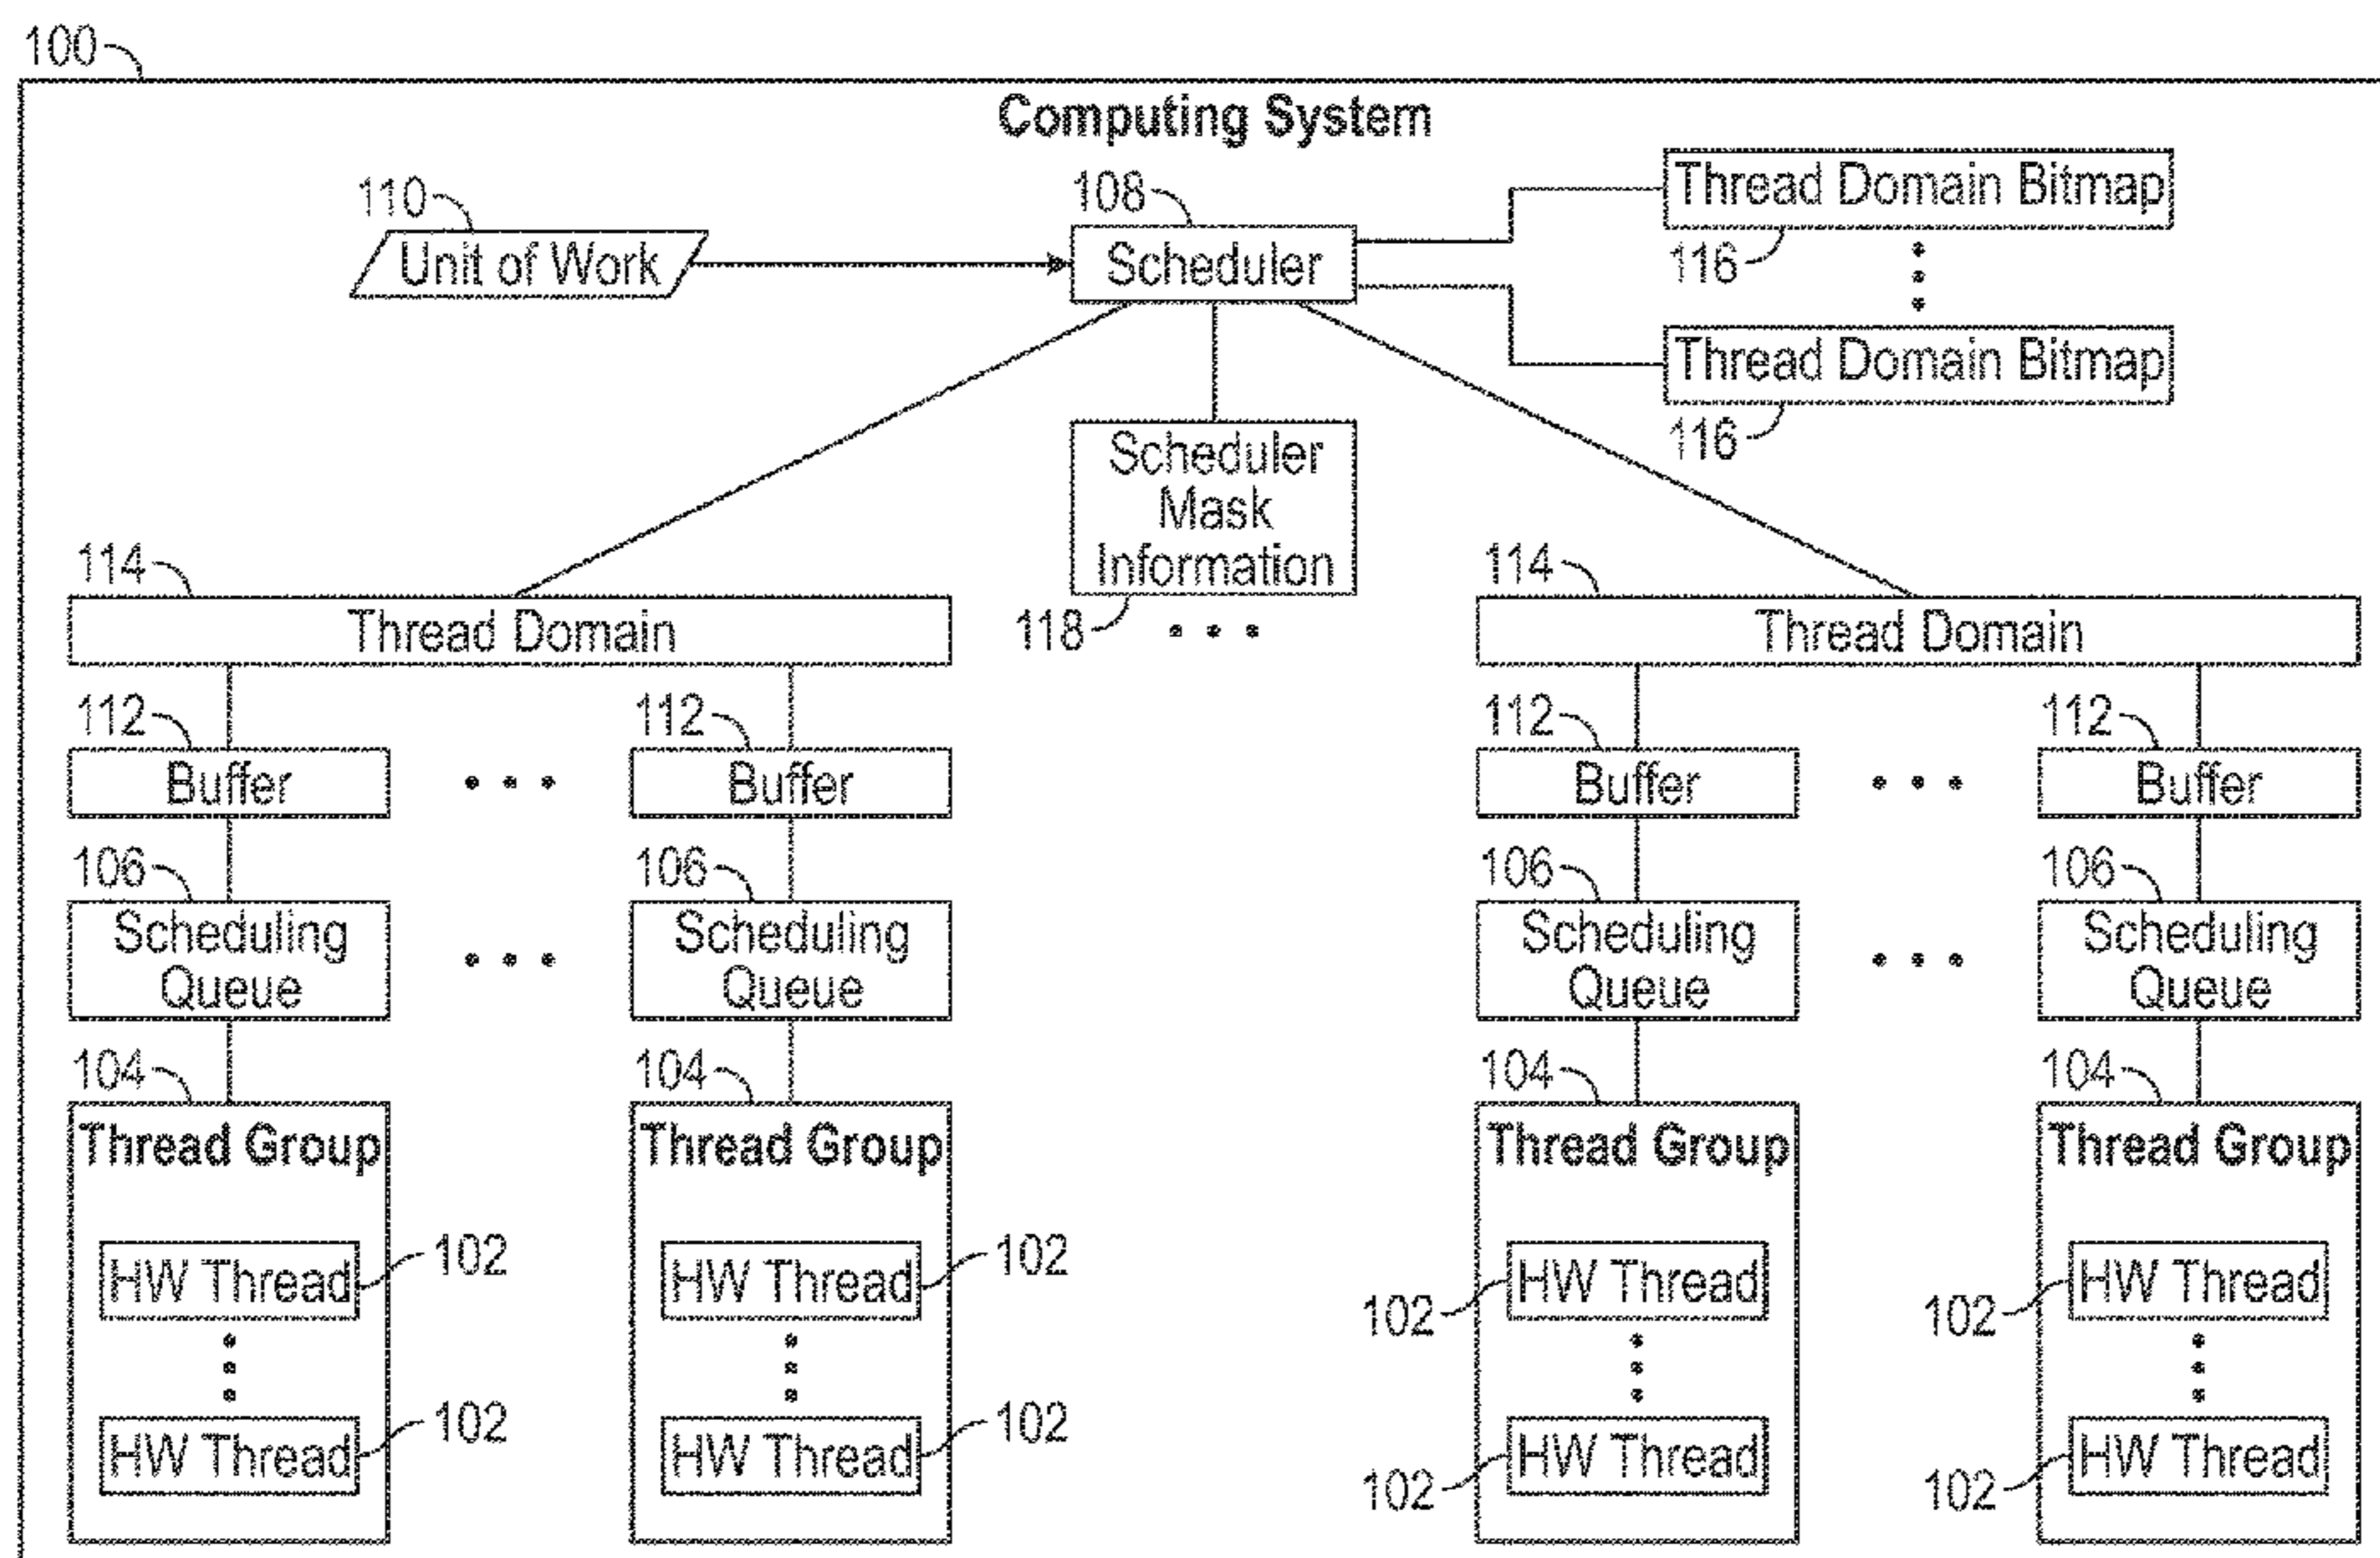 100
Computing System
110
108
Unit of Work
Scheduler
Thread Domain Bitmap
116
Thread Domain Bitmap
116
Scheduler
Mask
Information
118
114
114
Thread Domain
Thread Domain
112
112
112
112
Buffer
Buffer
Buffer
Buffer
106
106
106
106
Scheduling
Queue
Scheduling
Queue
Scheduling
Queue
Scheduling
Queue
104
104
104
104
Thread Group
Thread Group
Thread Group
Thread Group
HW Thread
102
HW Thread
102
102
HW Thread
102
HW Thread
HW Thread
102
HW Thread
102
102
HW Thread
102
HW Thread